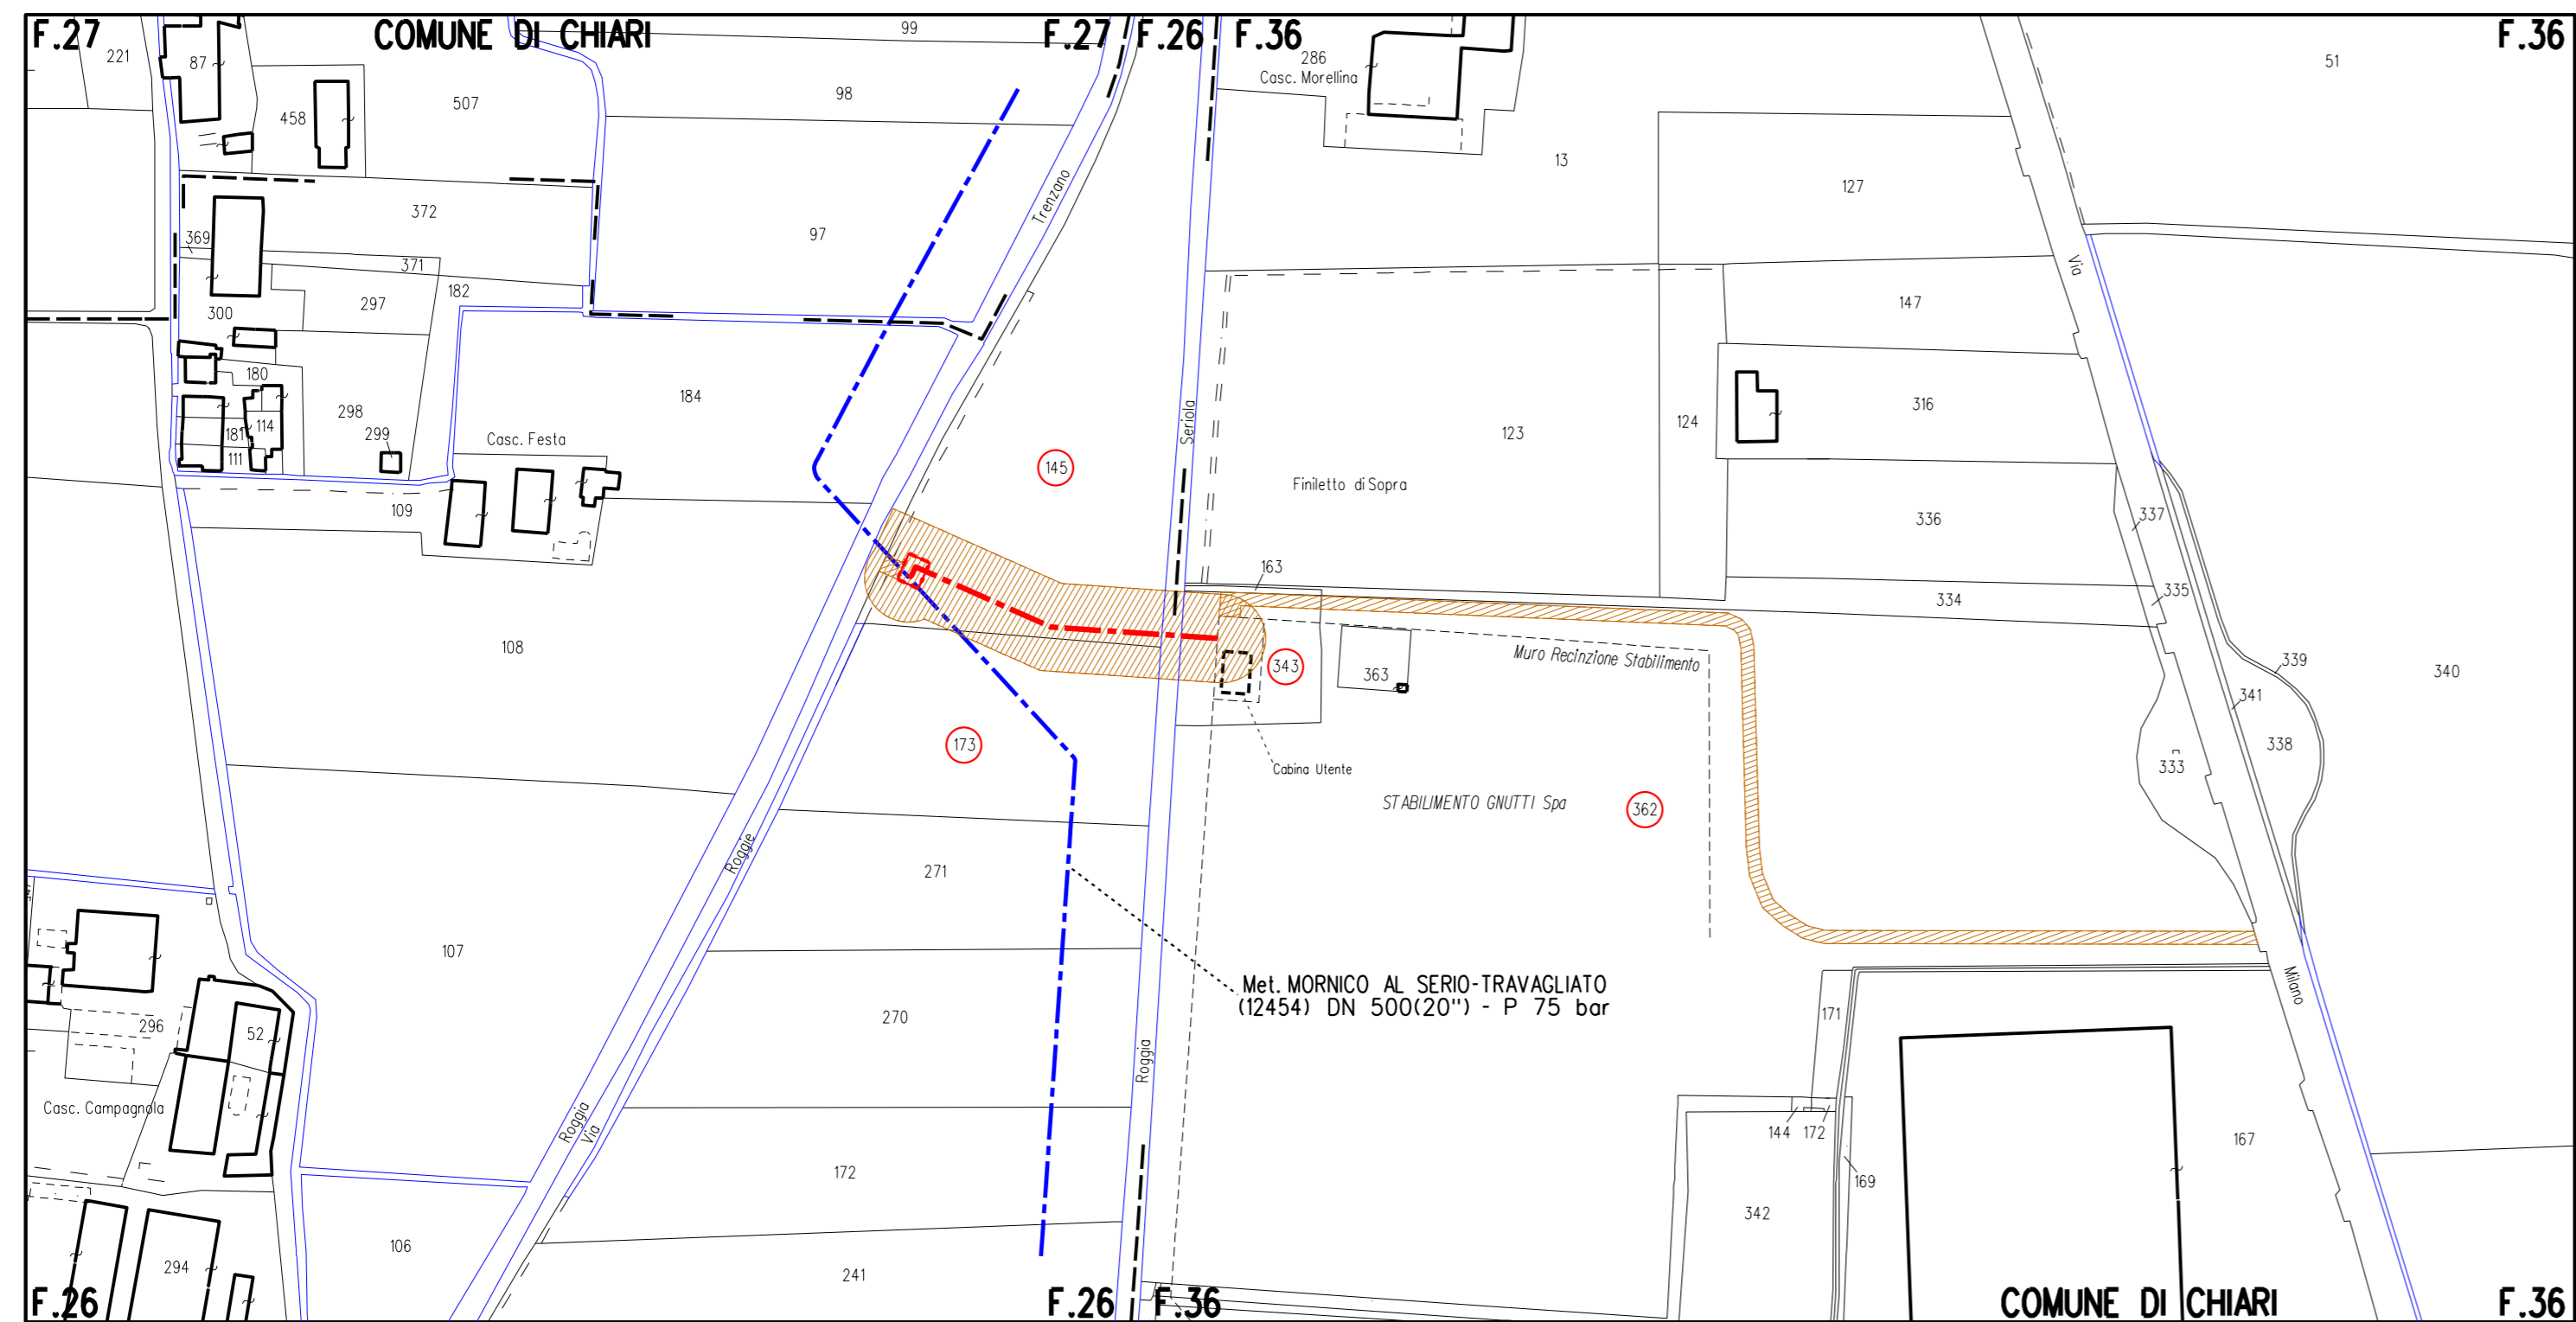 F.27
COMUNE DI CHIARI
F.27
F.26
F.36
F.36
99
221
87
286
Casc. Morellina
51
98
507
458
13
127
Trenzano
372
97
369
371
Via
182
297
147
300
180
184
298
316
Seriola
114
299
181
123
124
Casc. Festa
111
145
Finiletto di Sopra
109
337
336
163
335
334
108
Muro Recinzione Stabilimento
339
343
363
340
341
173
338
Cabina Utente
333
STABILIMENTO GNUTTI Spa
362
Roggie
271
107
Met. MORNICO AL SERIO-TRAVAGLIATO
(12454) DN 500(20") - P 75 bar
Milano
296
52
270
171
Roggia
Casc. Campagnola
Roggia
Via
144
172
167
172
169
342
106
294
241
F.26
F.26
F.36
COMUNE DI CHIARI
F.36